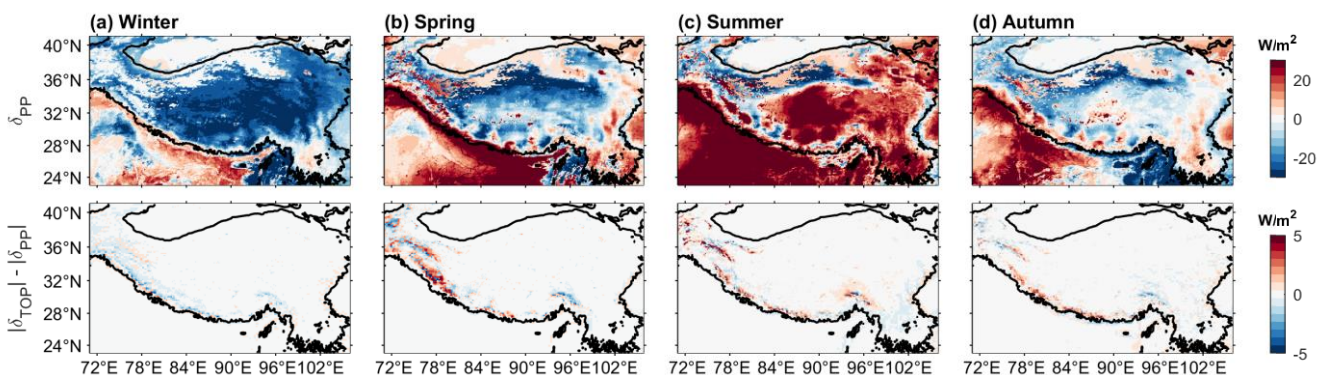 (a) Winter
(b) Spring
(c) Summer
(d) Autumn
δPP
40°N
36°N
32°N
28°N
24°N
W/m²
20
0
-20
|δTOP| - |δPP|
40°N
36°N
32°N
28°N
24°N
72°E 78°E 84°E 90°E 96°E102°E
72°E 78°E 84°E 90°E 96°E102°E
72°E 78°E 84°E 90°E 96°E102°E
72°E 78°E 84°E 90°E 96°E102°E
W/m²
5
0
-5